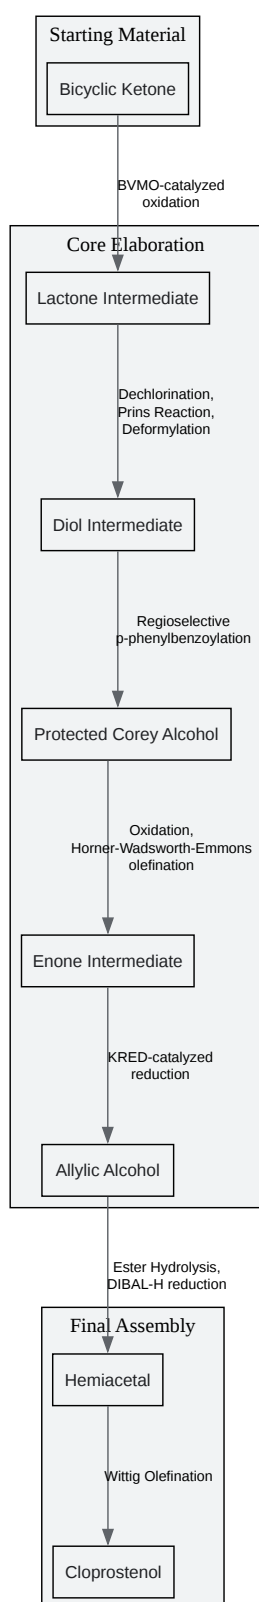 Starting Material
Bicyclic Ketone
BVMO-catalyzed
oxidation
Core Elaboration
Lactone Intermediate
Dechlorination,
Prins Reaction,
Deformylation
Diol Intermediate
Regioselective
p-phenylbenzoylation
Protected Corey Alcohol
Oxidation,
Horner-Wadsworth-Emmons
olefination
Enone Intermediate
KRED-catalyzed
reduction
Allylic Alcohol
Ester Hydrolysis,
DIBAL-H reduction
Final Assembly
Hemiacetal
Wittig Olefination
Cloprostenol